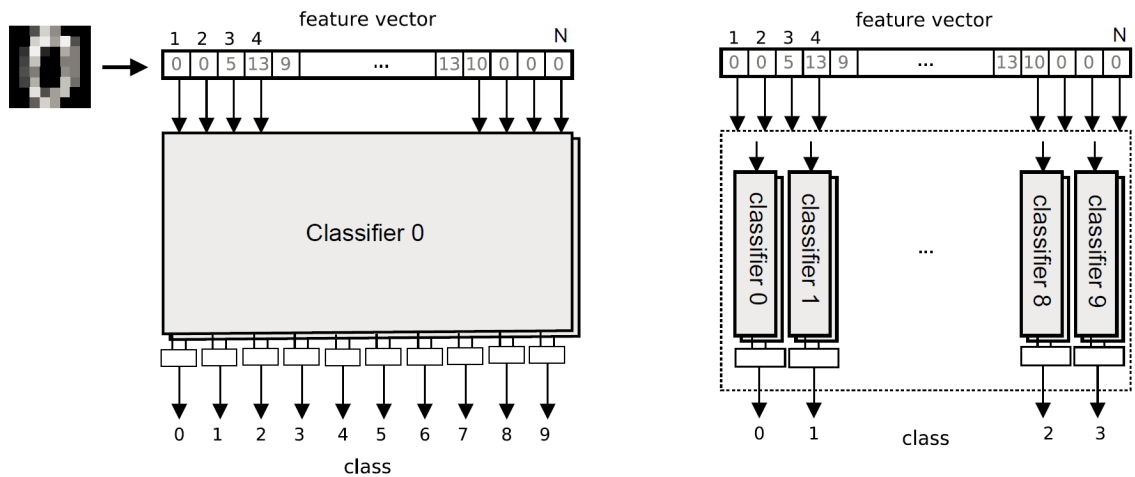 feature vector
1 2 3 4 N
0 0 5 13 9 ... 13 10 0 0 0
Classifier 0
0 1 2 3 4 5 6 7 8 9
class
feature vector
1 2 3 4 N
0 0 5 13 9 ... 13 10 0 0 0
classifier 0
classifier 1
...
classifier 8
classifier 9
0 1 class 2 3